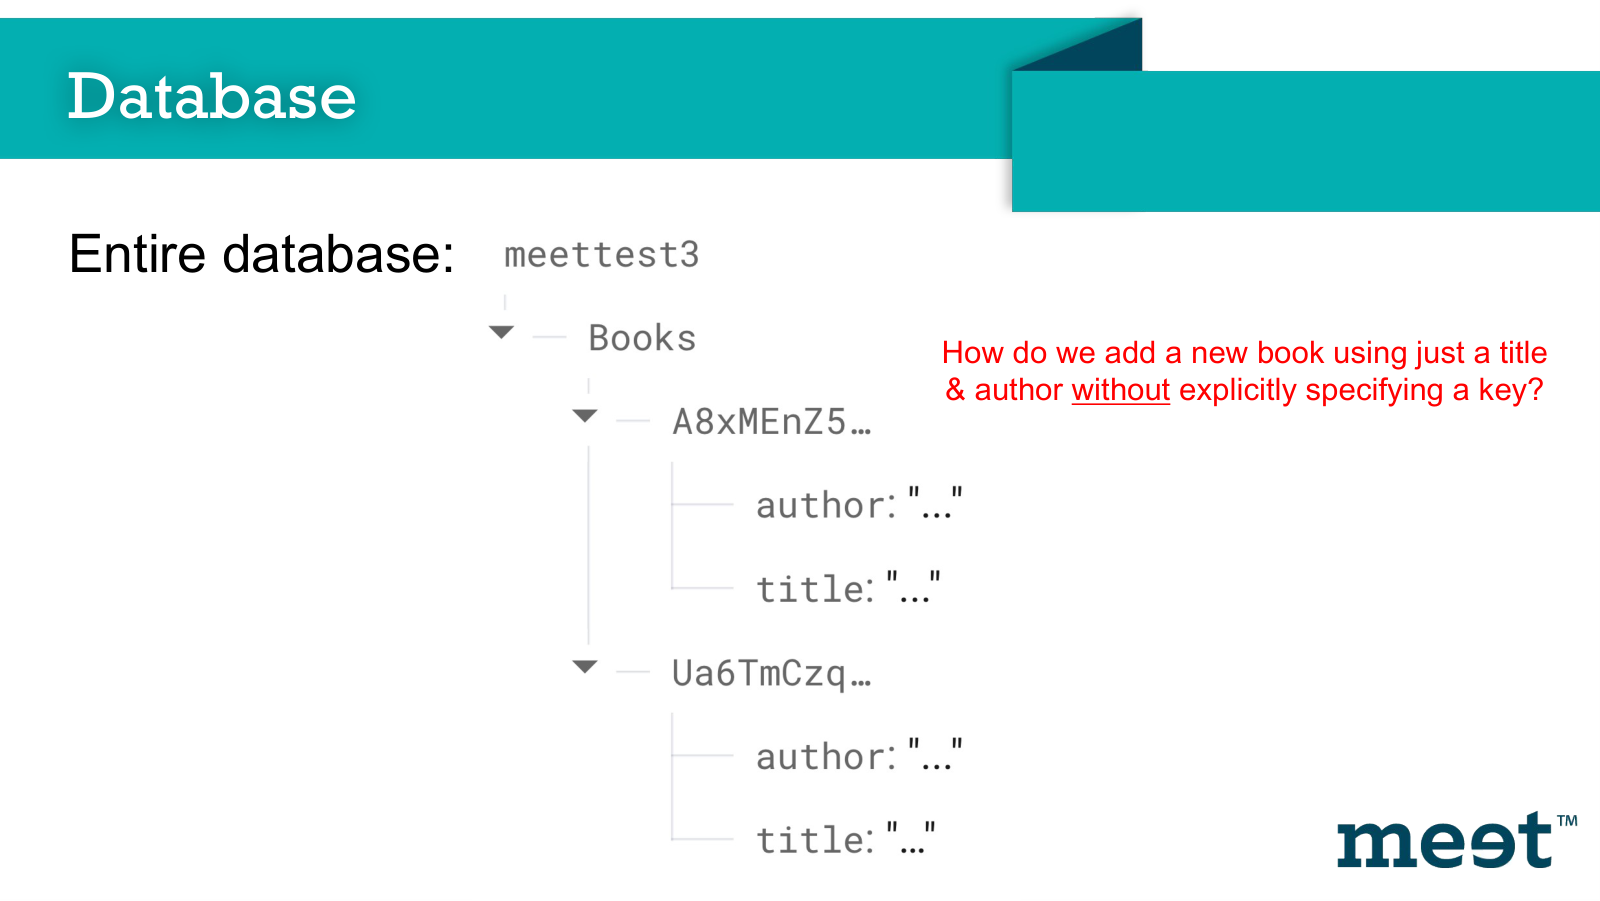 Database
Entire database:
meettest3
Books
How do we add a new book using just a title
& author without explicitly specifying a key?
A8xMEnZ5…
author: "..."
title: "..."
Ua6TmCzq…
author: "..."
title: "..."
meet™